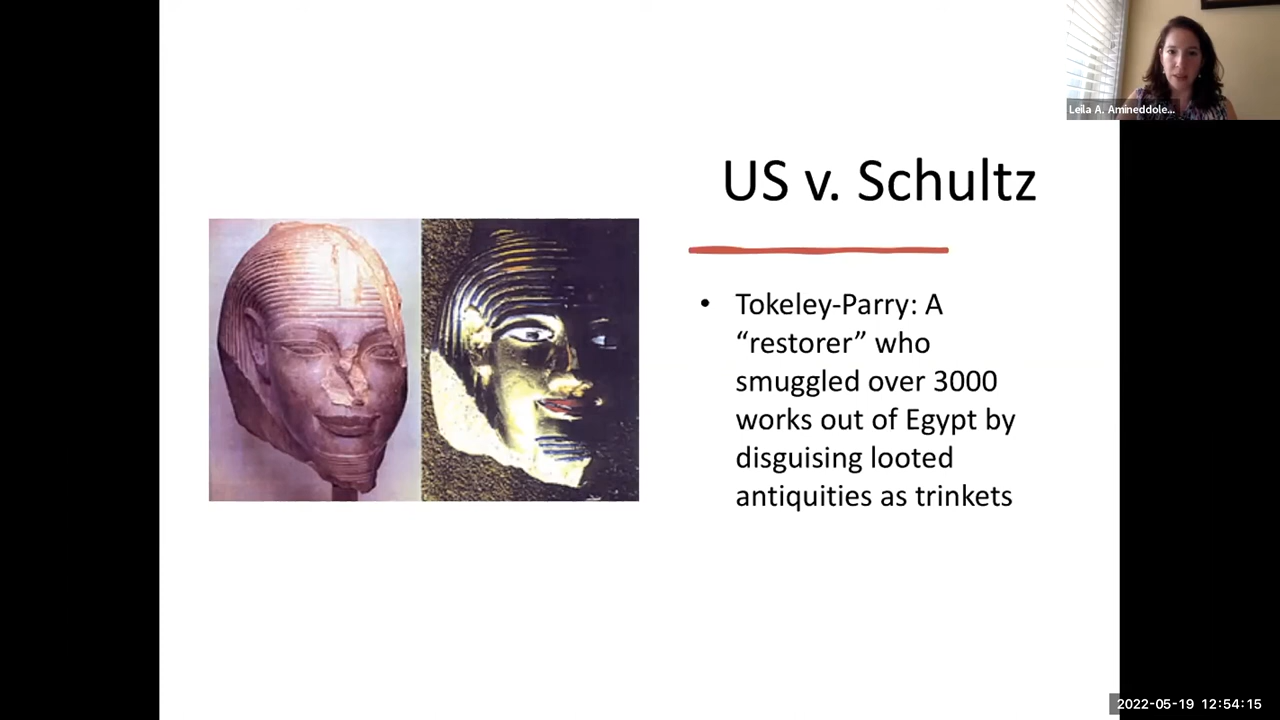 Leila A. Amineddole...
US v. Schultz
• Tokeley-Parry: A
“restorer” who
smuggled over 3000
works out of Egypt by
disguising looted
antiquities as trinkets
2022-05-19 12:54:15